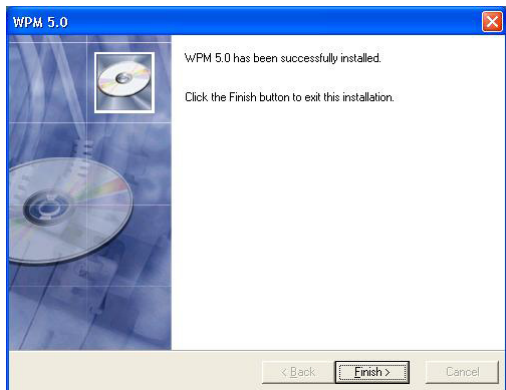 WPM 5.0
WPM 5.0 has been successfully installed.
Click the Finish button to exit this installation.
< Back
Finish >
Cancel